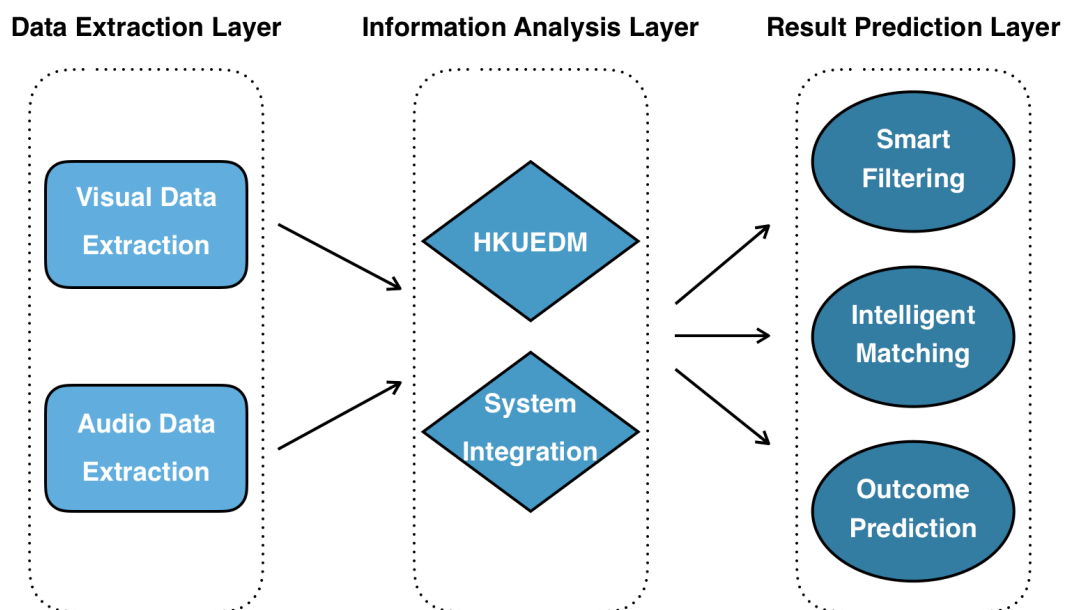 Data Extraction Layer
Information Analysis Layer
Result Prediction Layer
Visual Data
Extraction
Audio Data
Extraction
HKUEDM
System
Integration
Smart
Filtering
Intelligent
Matching
Outcome
Prediction